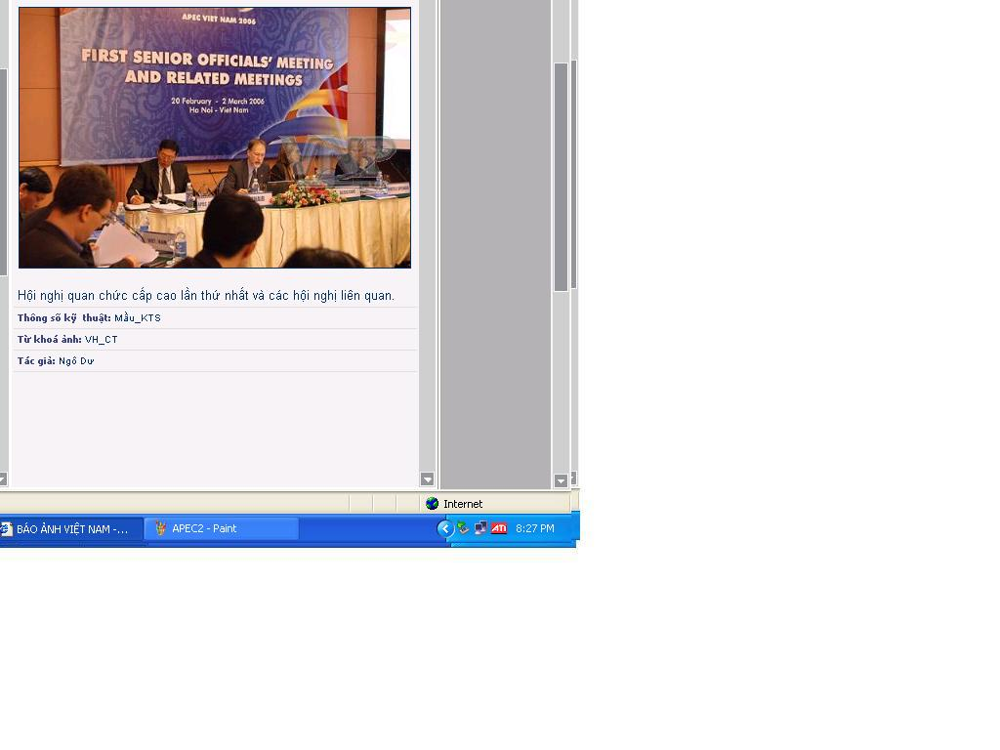 APEC VIET NAM 2006
FIRST SENIOR OFFICIALS' MEETING
AND RELATED MEETINGS
20 February - 2 March 2006
Ha Noi - Viet Nam
VIET NAM
Hội nghị quan chức cấp cao lần thứ nhất và các hội nghị liên quan.
Thông số kỹ thuật: Mầu_KTS
Từ khoá ảnh: VH_CT
Tác giả: Ngô Dư
Internet
BÁO ẢNH VIỆT NAM -...
APEC2 - Paint
ATI
8:27 PM